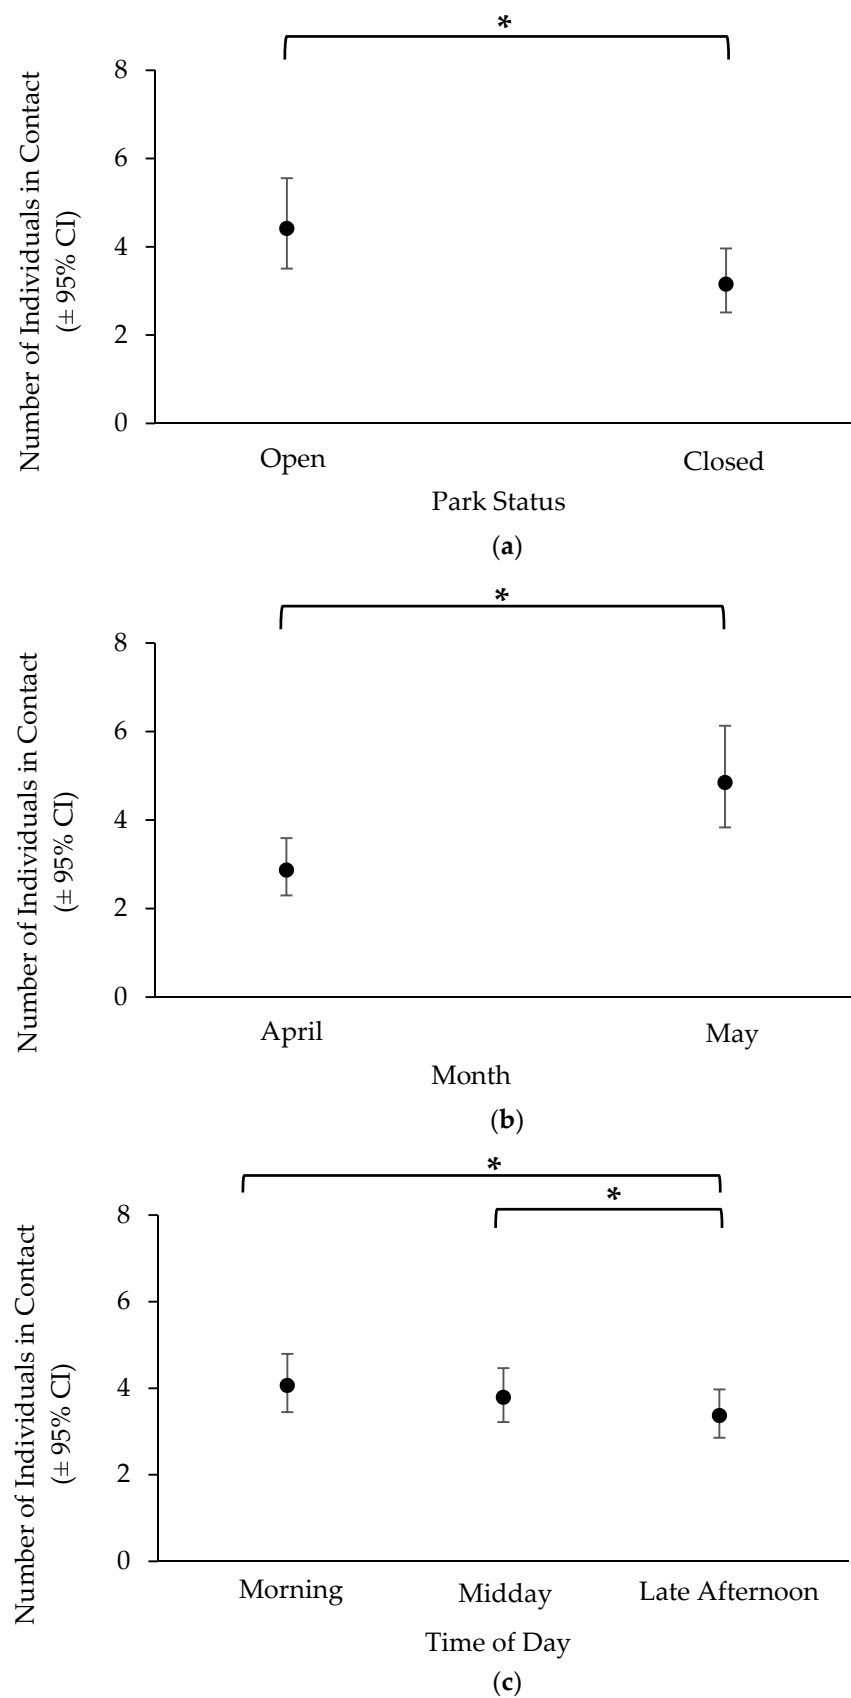 *
Number of Individuals in Contact
(± 95% CI)
8
6
4
2
0
Open
Closed
Park Status
(a)
*
Number of Individuals in Contact
(± 95% CI)
8
6
4
2
0
April
May
Month
(b)
*
*
Number of Individuals in Contact
(± 95% CI)
8
6
4
2
0
Morning
Midday
Late Afternoon
Time of Day
(c)